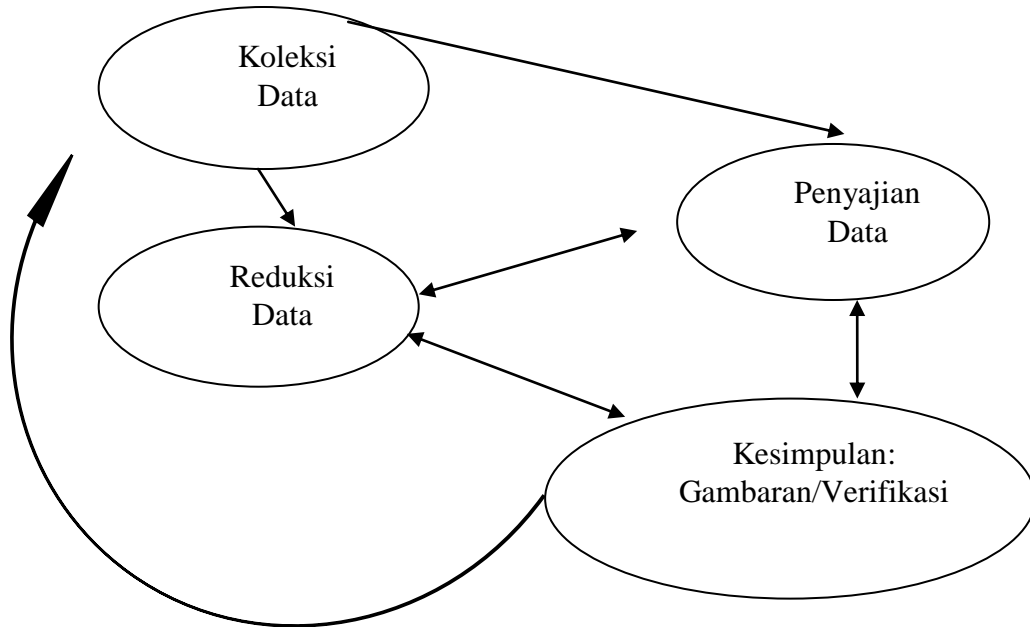 Koleksi
Data
Penyajian
Data
Reduksi
Data
Kesimpulan:
Gambaran/Verifikasi